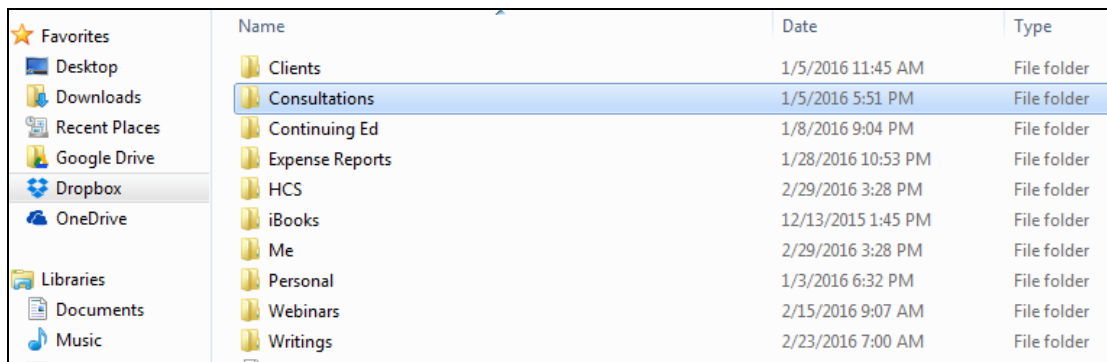 Favorites
Desktop
Downloads
Recent Places
Google Drive
Dropbox
OneDrive
Libraries
Documents
Music
Name Date Type
Clients 1/5/2016 11:45 AM File folder
Consultations 1/5/2016 5:51 PM File folder
Continuing Ed 1/8/2016 9:04 PM File folder
Expense Reports 1/28/2016 10:53 PM File folder
HCS 2/29/2016 3:28 PM File folder
iBooks 12/13/2015 1:45 PM File folder
Me 2/29/2016 3:28 PM File folder
Personal 1/3/2016 6:32 PM File folder
Webinars 2/15/2016 9:07 AM File folder
Writings 2/23/2016 7:00 AM File folder